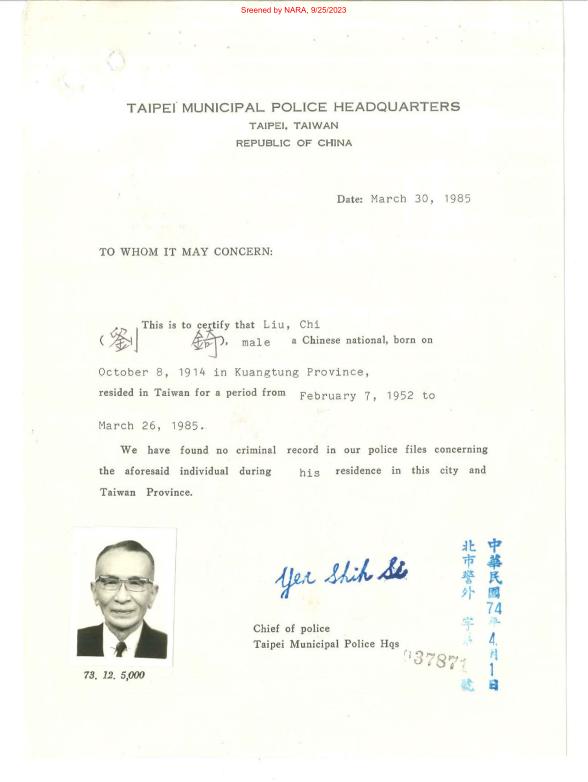 Sreened by NARA, 9/25/2023
TAIPEI MUNICIPAL POLICE HEADQUARTERS
TAIPEI, TAIWAN
REPUBLIC OF CHINA
Date: March 30, 1985
TO WHOM IT MAY CONCERN:
This is to certify that Liu, Chi
(劉 錡), male a Chinese national, born on
October 8, 1914 in Kuangtung Province,
resided in Taiwan for a period from February 7, 1952 to
March 26, 1985.
We have found no criminal record in our police files concerning
the aforesaid individual during his residence in this city and
Taiwan Province.
Yen Shih Si
Chief of police
Taipei Municipal Police Hqs
中華民國74年4月1日
北市警外字第 號
037871
73. 12. 5,000